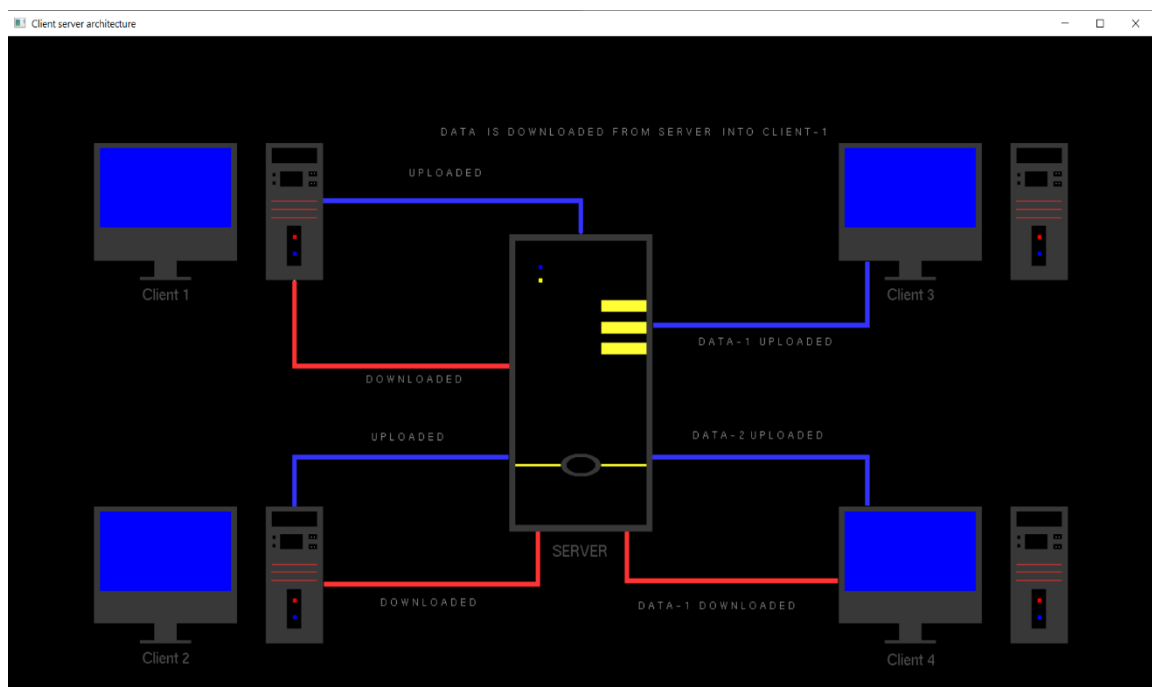 Client server architecture
DATA IS DOWNLOADED FROM SERVER INTO CLIENT-1
UPLOADED
Client 1
Client 3
DATA-1 UPLOADED
DOWNLOADED
UPLOADED
DATA-2 UPLOADED
SERVER
DOWNLOADED
DATA-1 DOWNLOADED
Client 2
Client 4